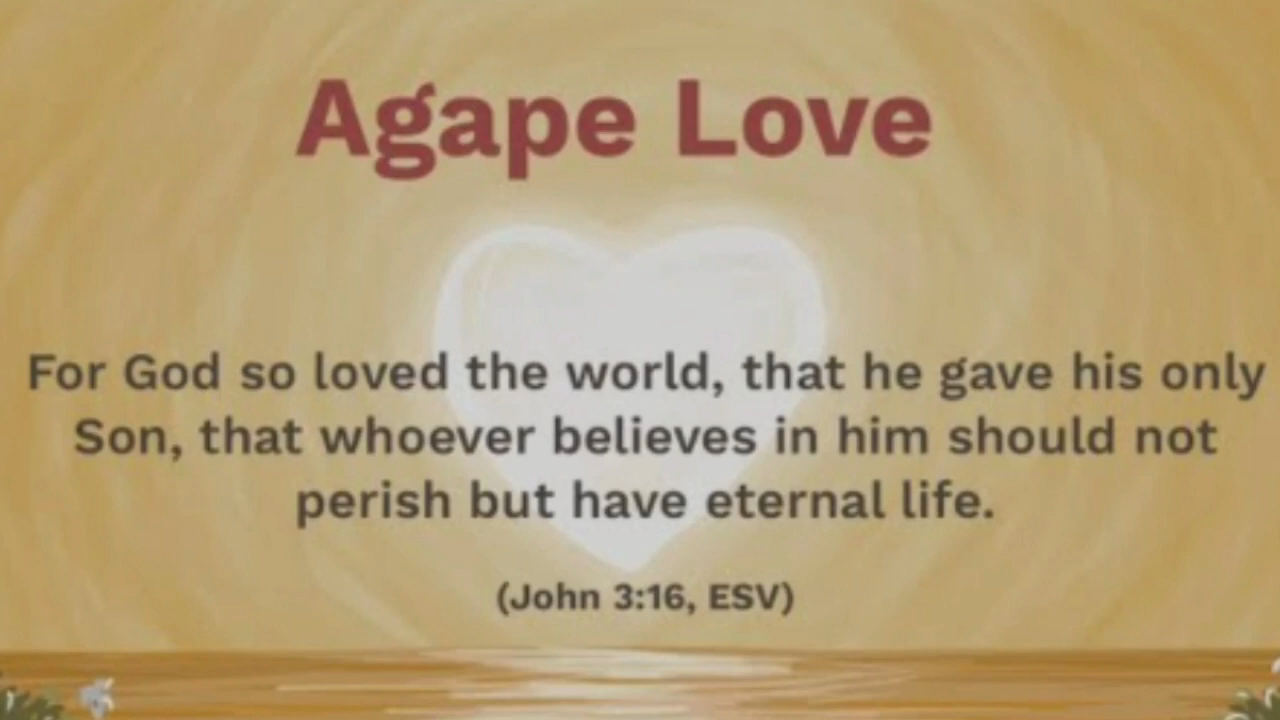 Agape Love
For God so loved the world, that he gave his only
Son, that whoever believes in him should not
perish but have eternal life.
(John 3:16, ESV)